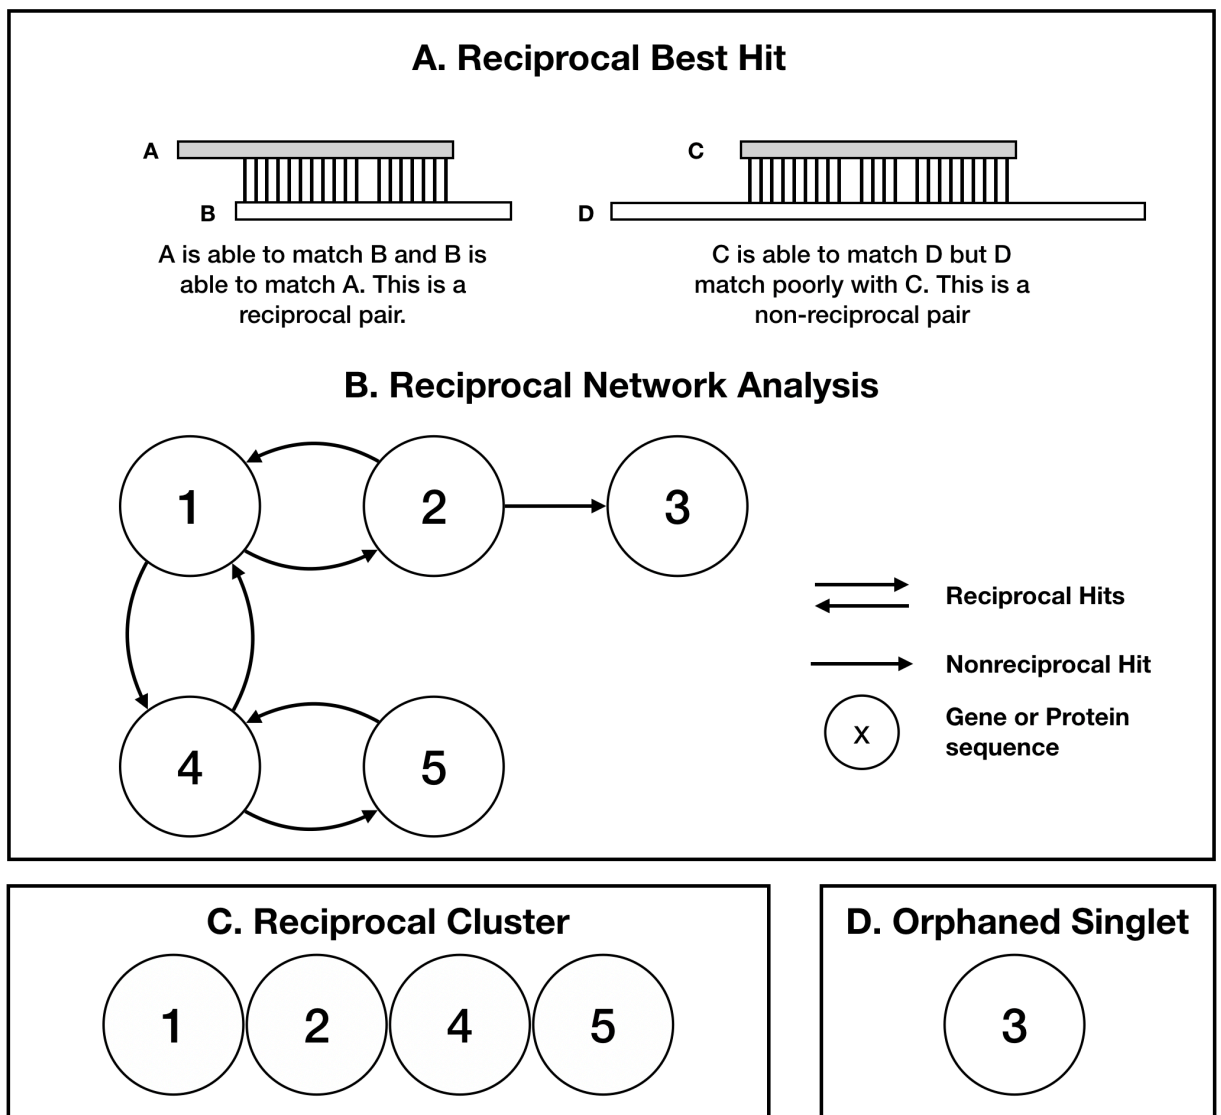 A. Reciprocal Best Hit
A
B
A is able to match B and B is
able to match A. This is a
reciprocal pair.
C
D
C is able to match D but D
match poorly with C. This is a
non-reciprocal pair
B. Reciprocal Network Analysis
1
2
3
4
5
Reciprocal Hits
Nonreciprocal Hit
x
Gene or Protein
sequence
C. Reciprocal Cluster
1
2
4
5
D. Orphaned Singlet
3